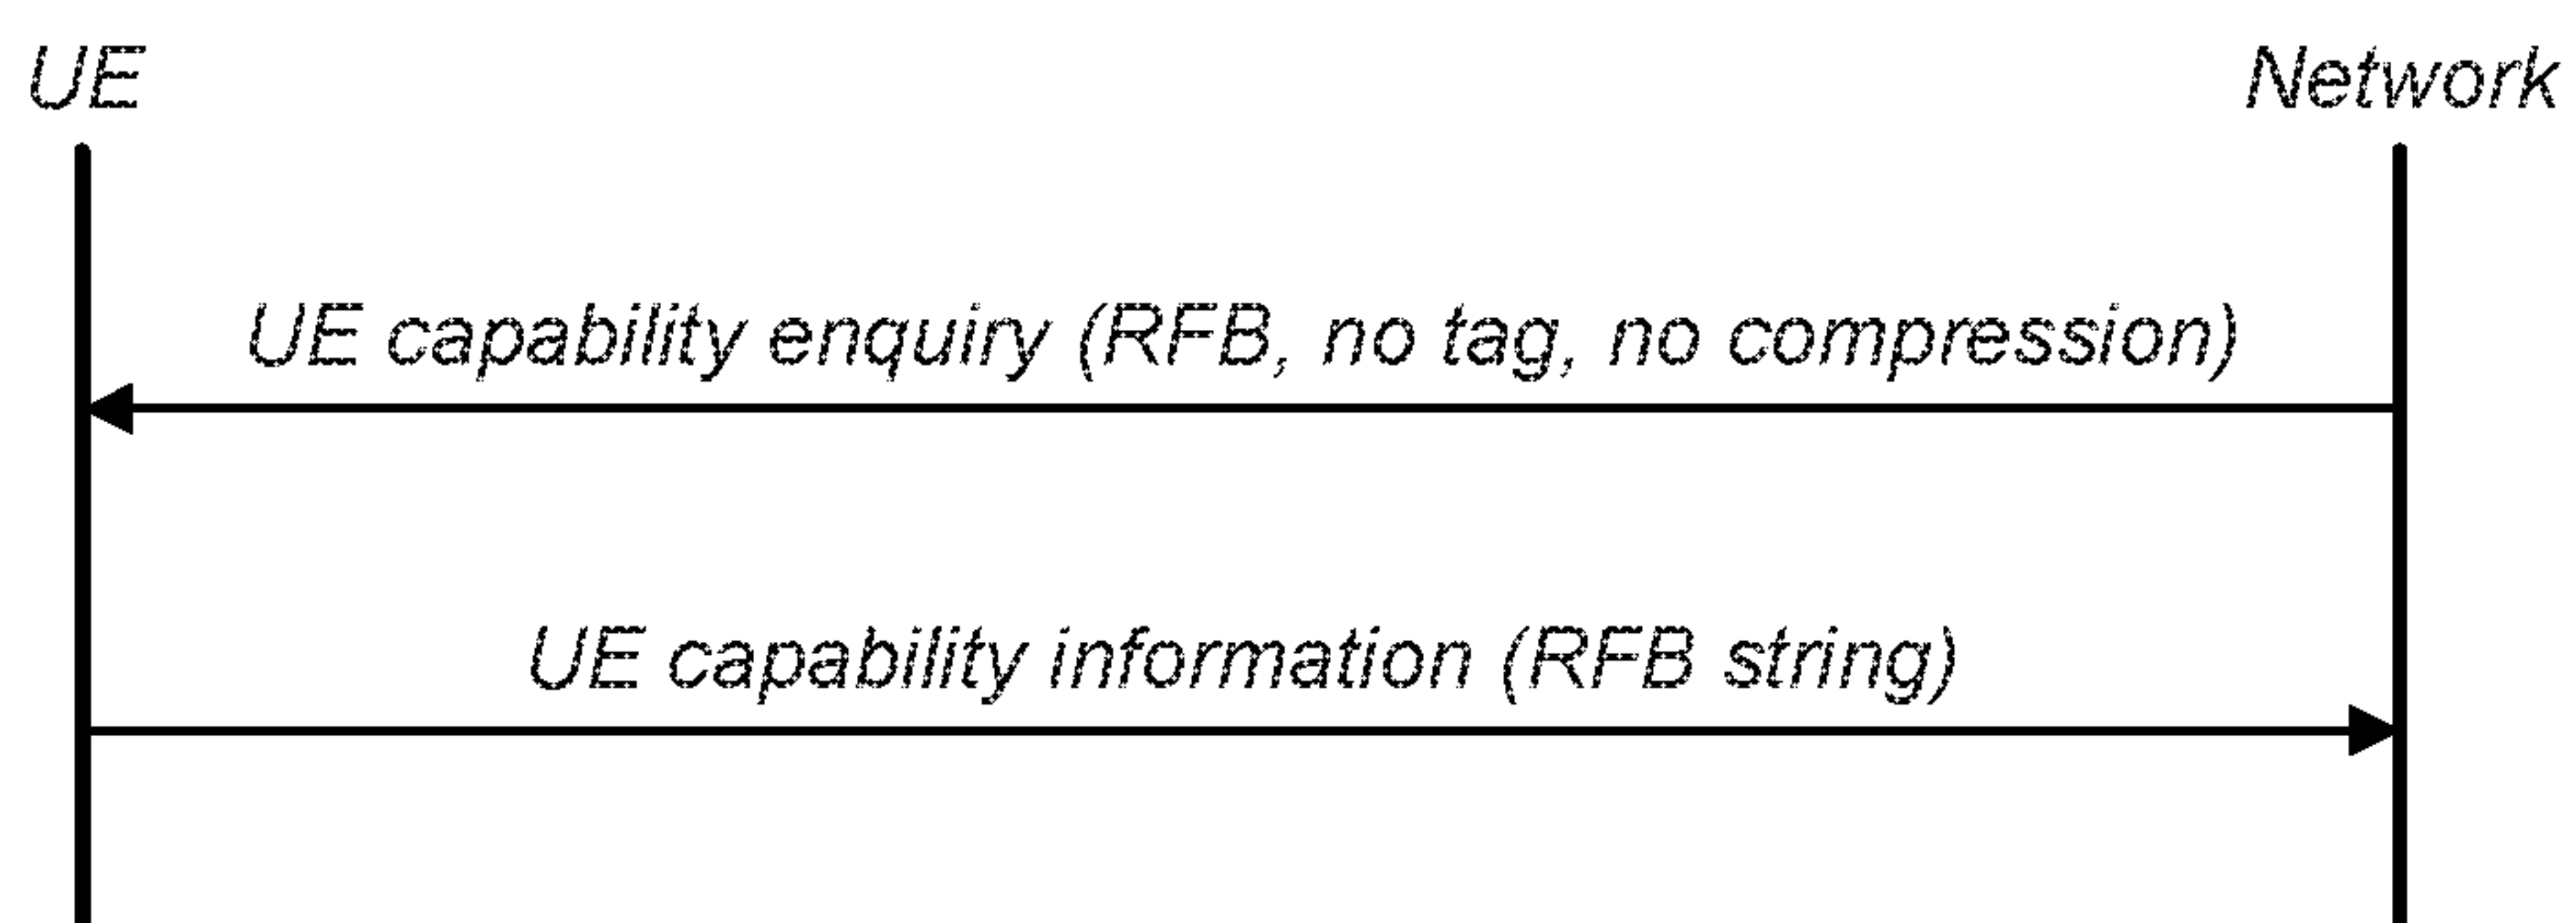 UE
Network
UE capability enquiry (RFB, no tag, no compression)
UE capability information (RFB string)